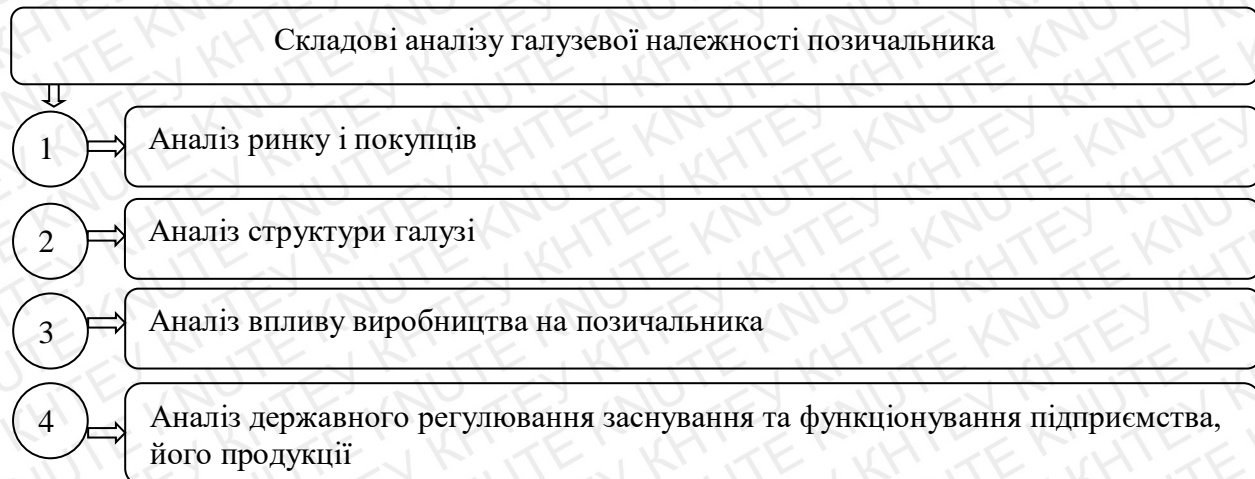 Складові аналізу галузевої належності позичальника
1
Аналіз ринку і покупців
2
Аналіз структури галузі
3
Аналіз впливу виробництва на позичальника
4
Аналіз державного регулювання заснування та функціонування підприємства,
його продукції